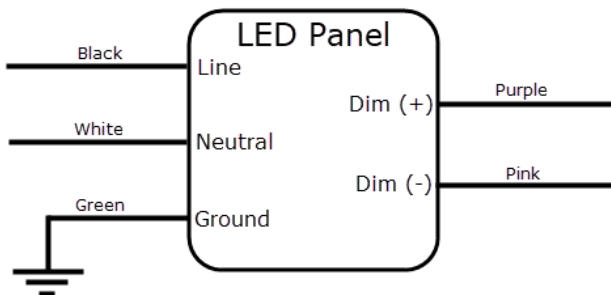 LED Panel
Black
Line
White
Neutral
Green
Ground
Dim (+)
Purple
Dim (-)
Pink